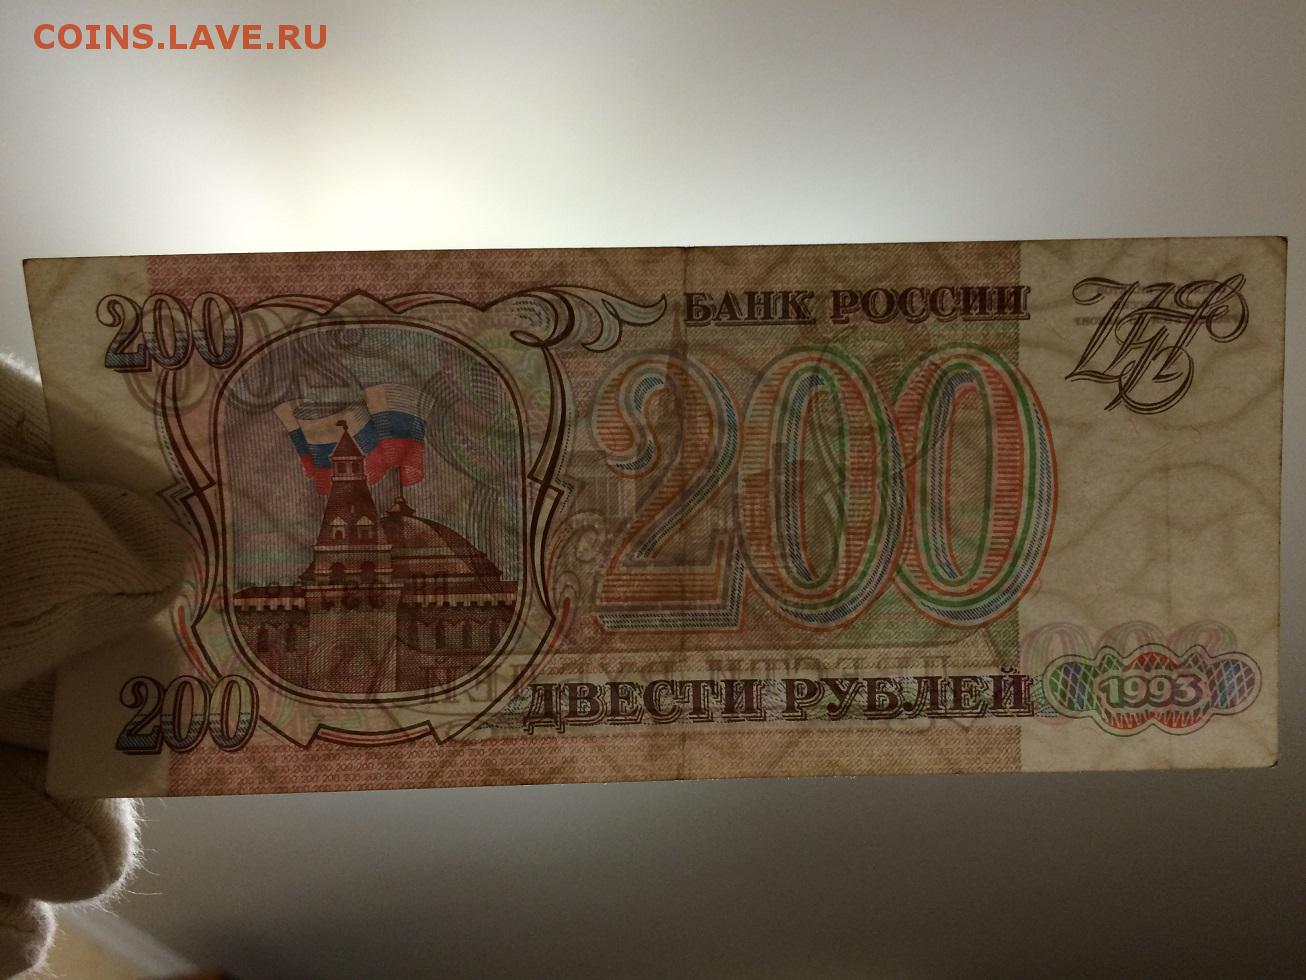 COINS.LAVE.RU
200
БАНК РОССИИ
200
200
ДВЕСТИ РУБЛЕЙ
1993